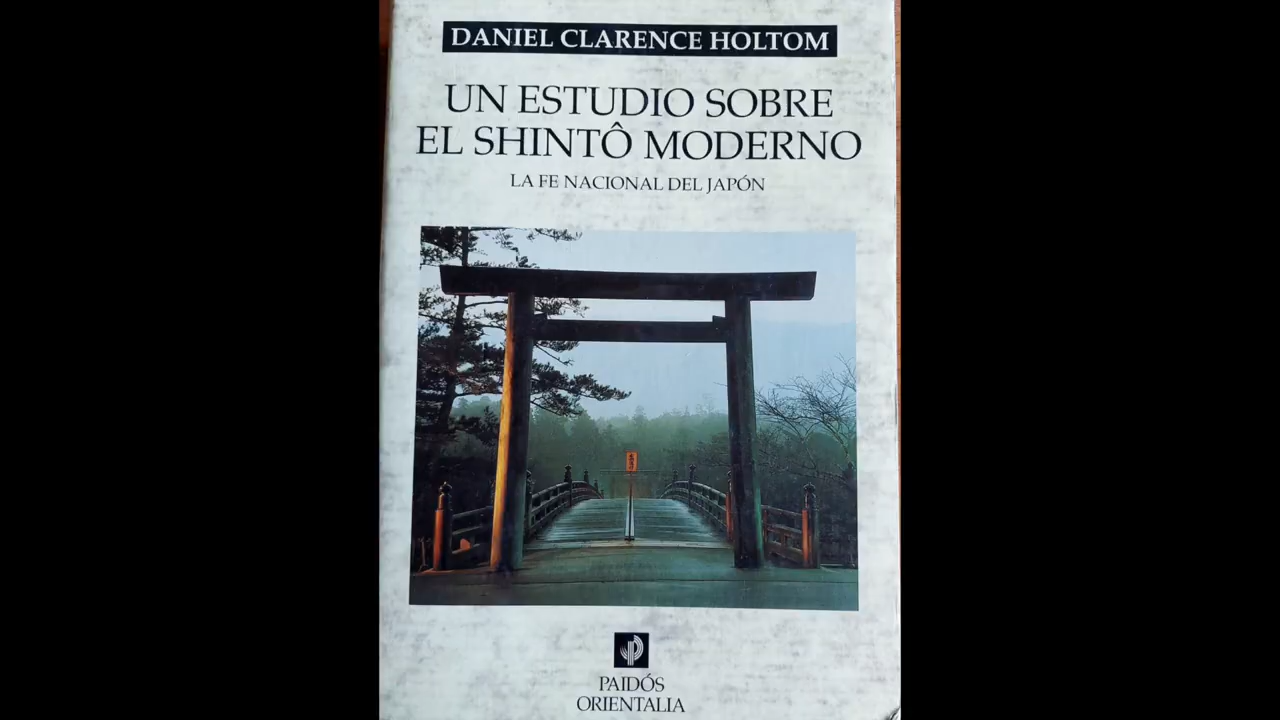 DANIEL CLARENCE HOLTOM
UN ESTUDIO SOBRE
EL SHINTÔ MODERNO
LA FE NACIONAL DEL JAPÓN
PAIDÓS
ORIENTALIA